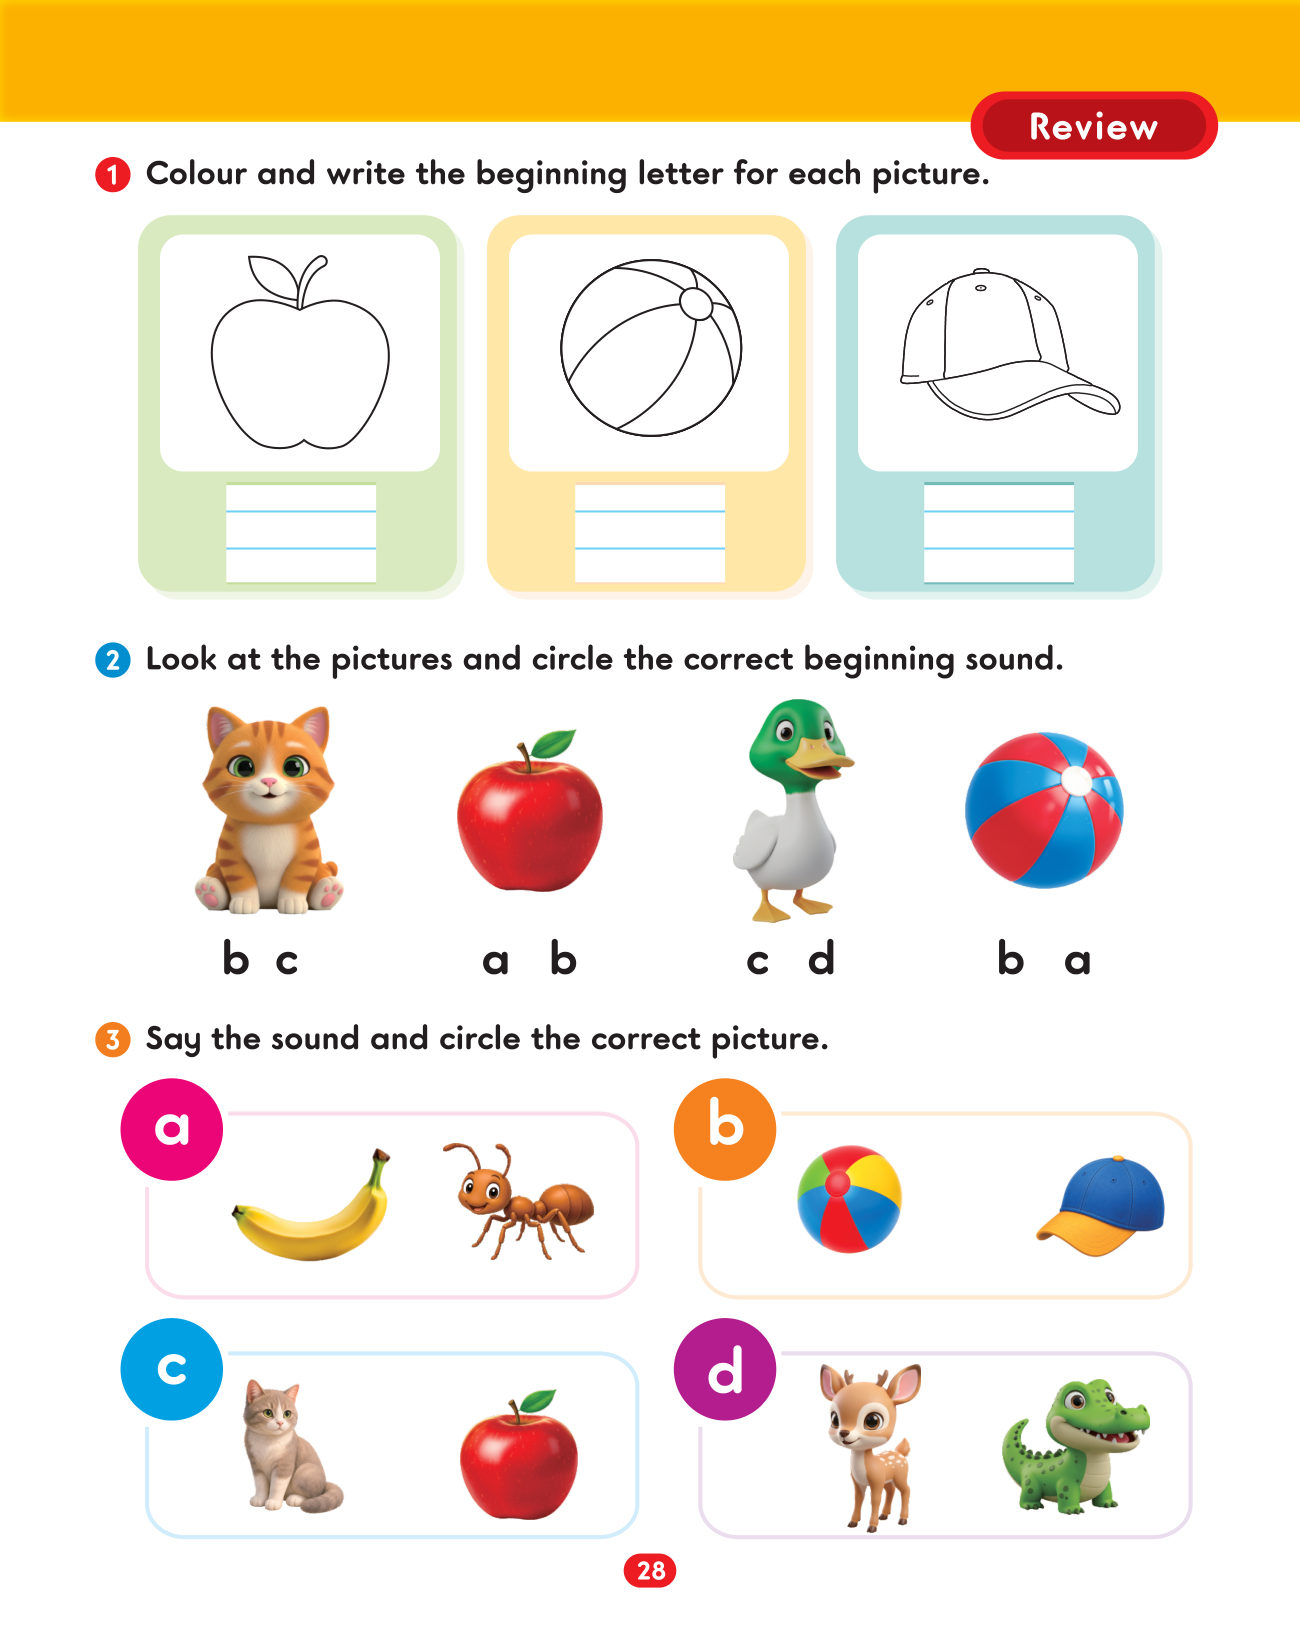 Review
1 Colour and write the beginning letter for each picture.
2 Look at the pictures and circle the correct beginning sound.
b c a b c d b a
3 Say the sound and circle the correct picture.
a
b
c
d
28